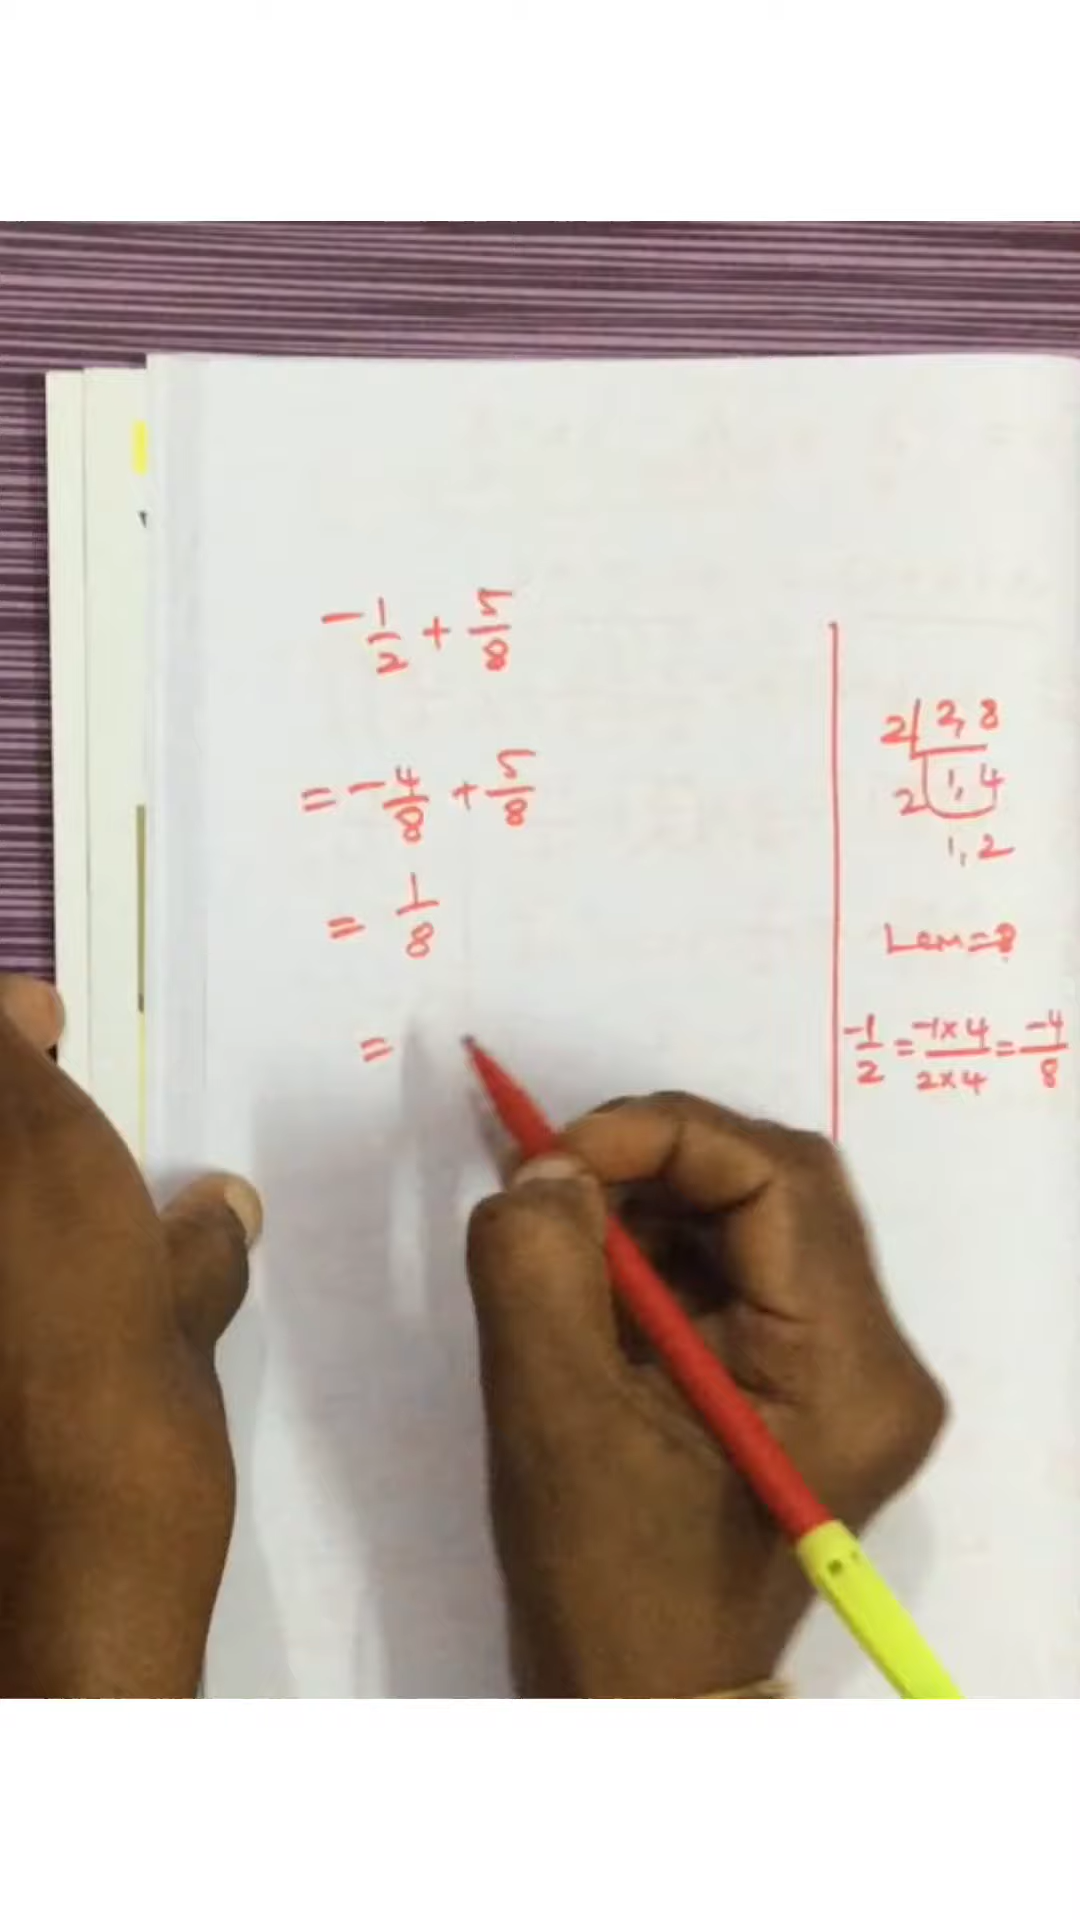 -1/2 + 5/8
= -4/8 + 5/8
= 1/8
=
2 | 2, 8
2 | 1, 4
1, 2
Lcm = 8
-1/2 = -1×4/2×4 = -4/8